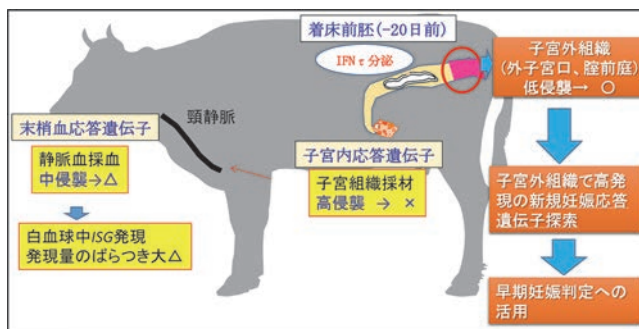 着床前胚(-20日前)
IFNτ分泌
子宮外組織
(外子宮口、腟前庭)
低侵襲→ ○
頸静脈
末梢血応答遺伝子
静脈血採血
中侵襲→△
子宮内応答遺伝子
子宮組織採材
高侵襲 → ×
白血球中ISG発現
発現量のばらつき大△
子宮外組織で高発
現の新規妊娠応答
遺伝子探索
早期妊娠判定への
活用